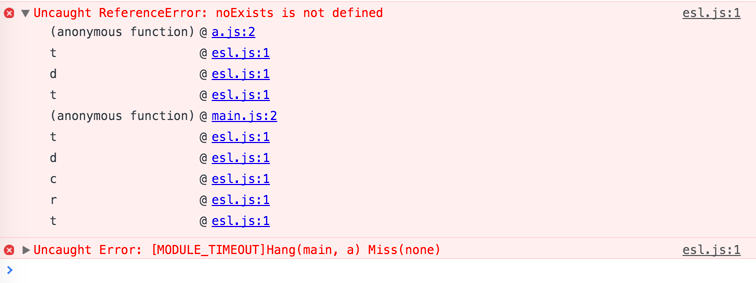 Uncaught ReferenceError: noExists is not defined esl.js:1
(anonymous function) @ a.js:2
t @ esl.js:1
d @ esl.js:1
t @ esl.js:1
(anonymous function) @ main.js:2
t @ esl.js:1
d @ esl.js:1
c @ esl.js:1
r @ esl.js:1
t @ esl.js:1
Uncaught Error: [MODULE_TIMEOUT]Hang(main, a) Miss(none) esl.js:1